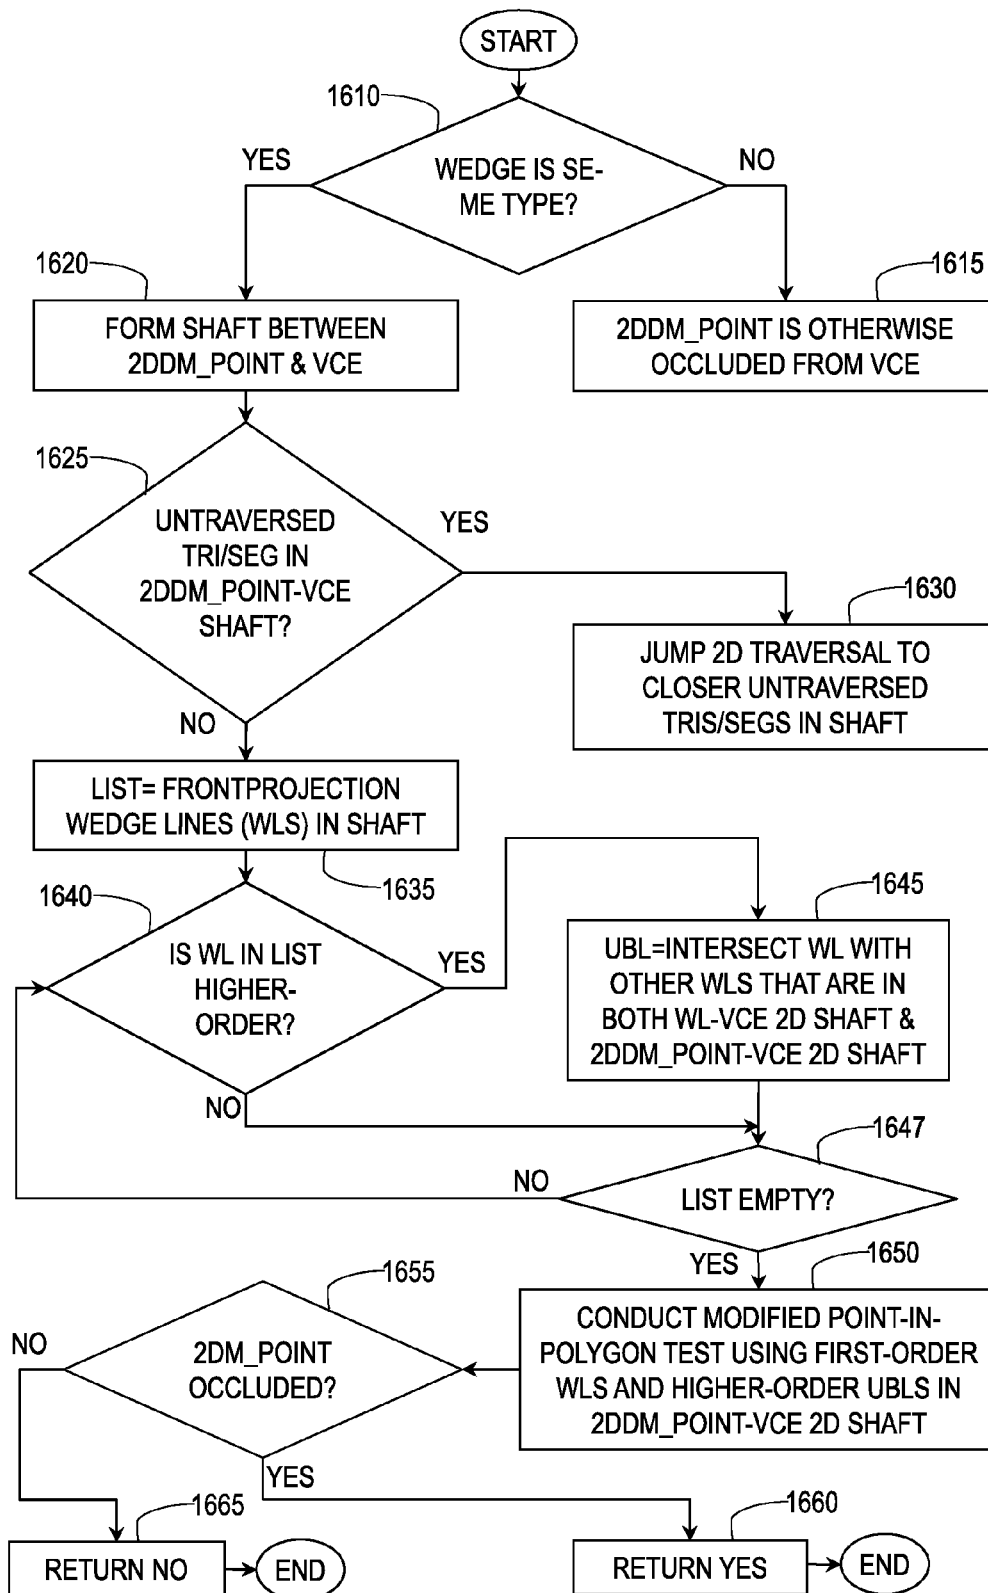 START
1610
YES
NO
WEDGE IS SE-
ME TYPE?
1620
1615
FORM SHAFT BETWEEN
2DDM_POINT & VCE
2DDM_POINT IS OTHERWISE
OCCLUDED FROM VCE
1625
UNTRAVERSED
TRI/SEG IN
2DDM_POINT-VCE
SHAFT?
YES
1630
JUMP 2D TRAVERSAL TO
CLOSER UNTRAVERSED
TRIS/SEGS IN SHAFT
NO
LIST= FRONTPROJECTION
WEDGE LINES (WLS) IN SHAFT
1635
1640
1645
IS WL IN LIST
HIGHER-
ORDER?
YES
UBL=INTERSECT WL WITH
OTHER WLS THAT ARE IN
BOTH WL-VCE 2D SHAFT &
2DDM_POINT-VCE 2D SHAFT
NO
1647
NO
LIST EMPTY?
YES
1650
1655
NO
2DM_POINT
OCCLUDED?
CONDUCT MODIFIED POINT-IN-
POLYGON TEST USING FIRST-ORDER
WLS AND HIGHER-ORDER UBLS IN
2DDM_POINT-VCE 2D SHAFT
YES
1665
1660
RETURN NO
END
RETURN YES
END